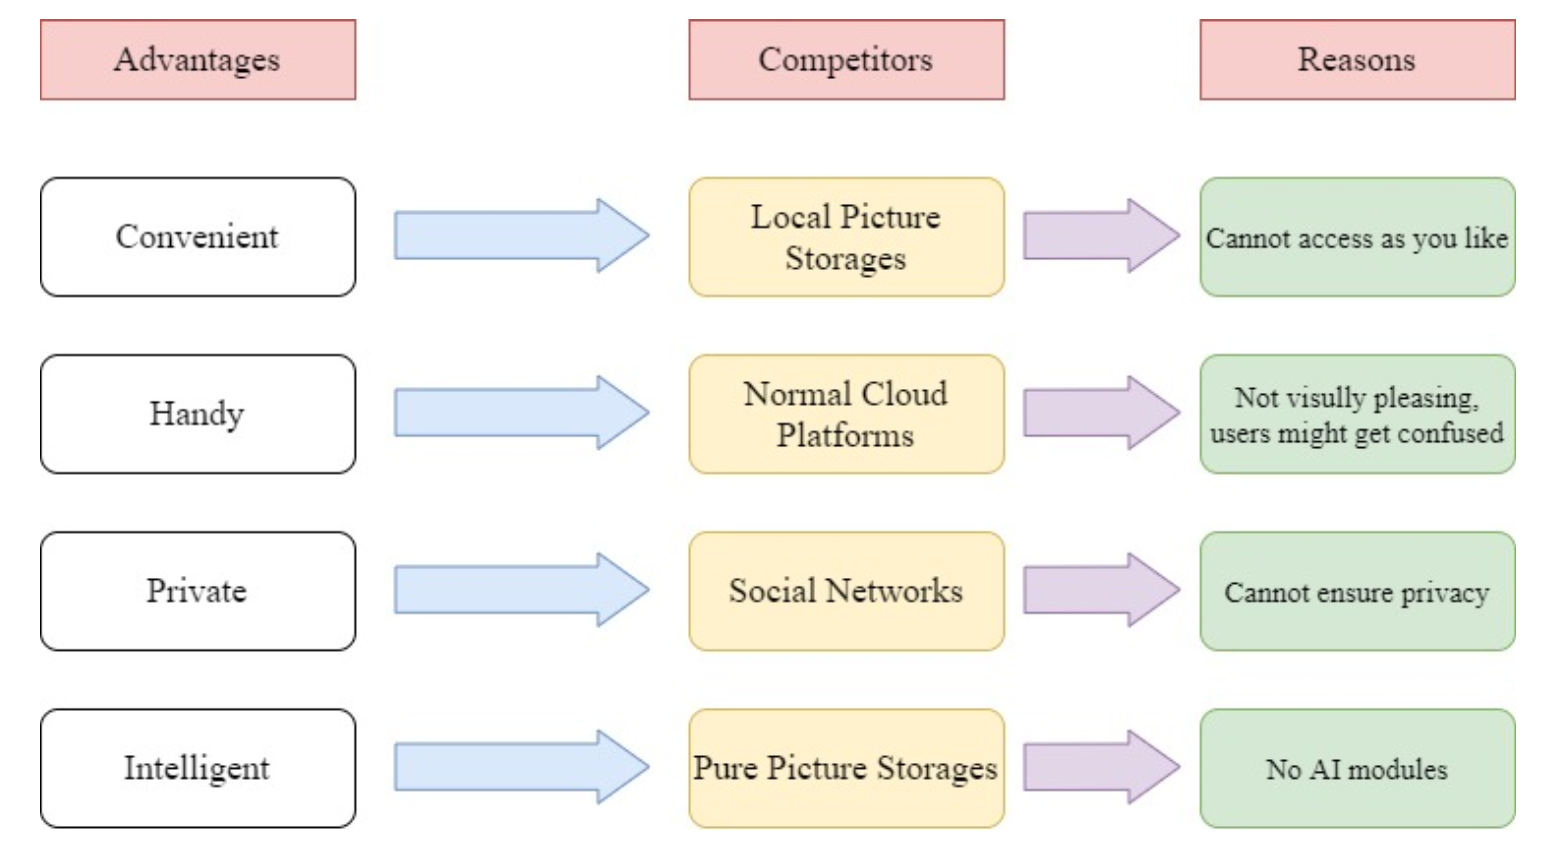 Advantages
Competitors
Reasons
Convenient
Local Picture
Storages
Cannot access as you like
Handy
Normal Cloud
Platforms
Not visully pleasing,
users might get confused
Private
Social Networks
Cannot ensure privacy
Intelligent
Pure Picture Storages
No AI modules